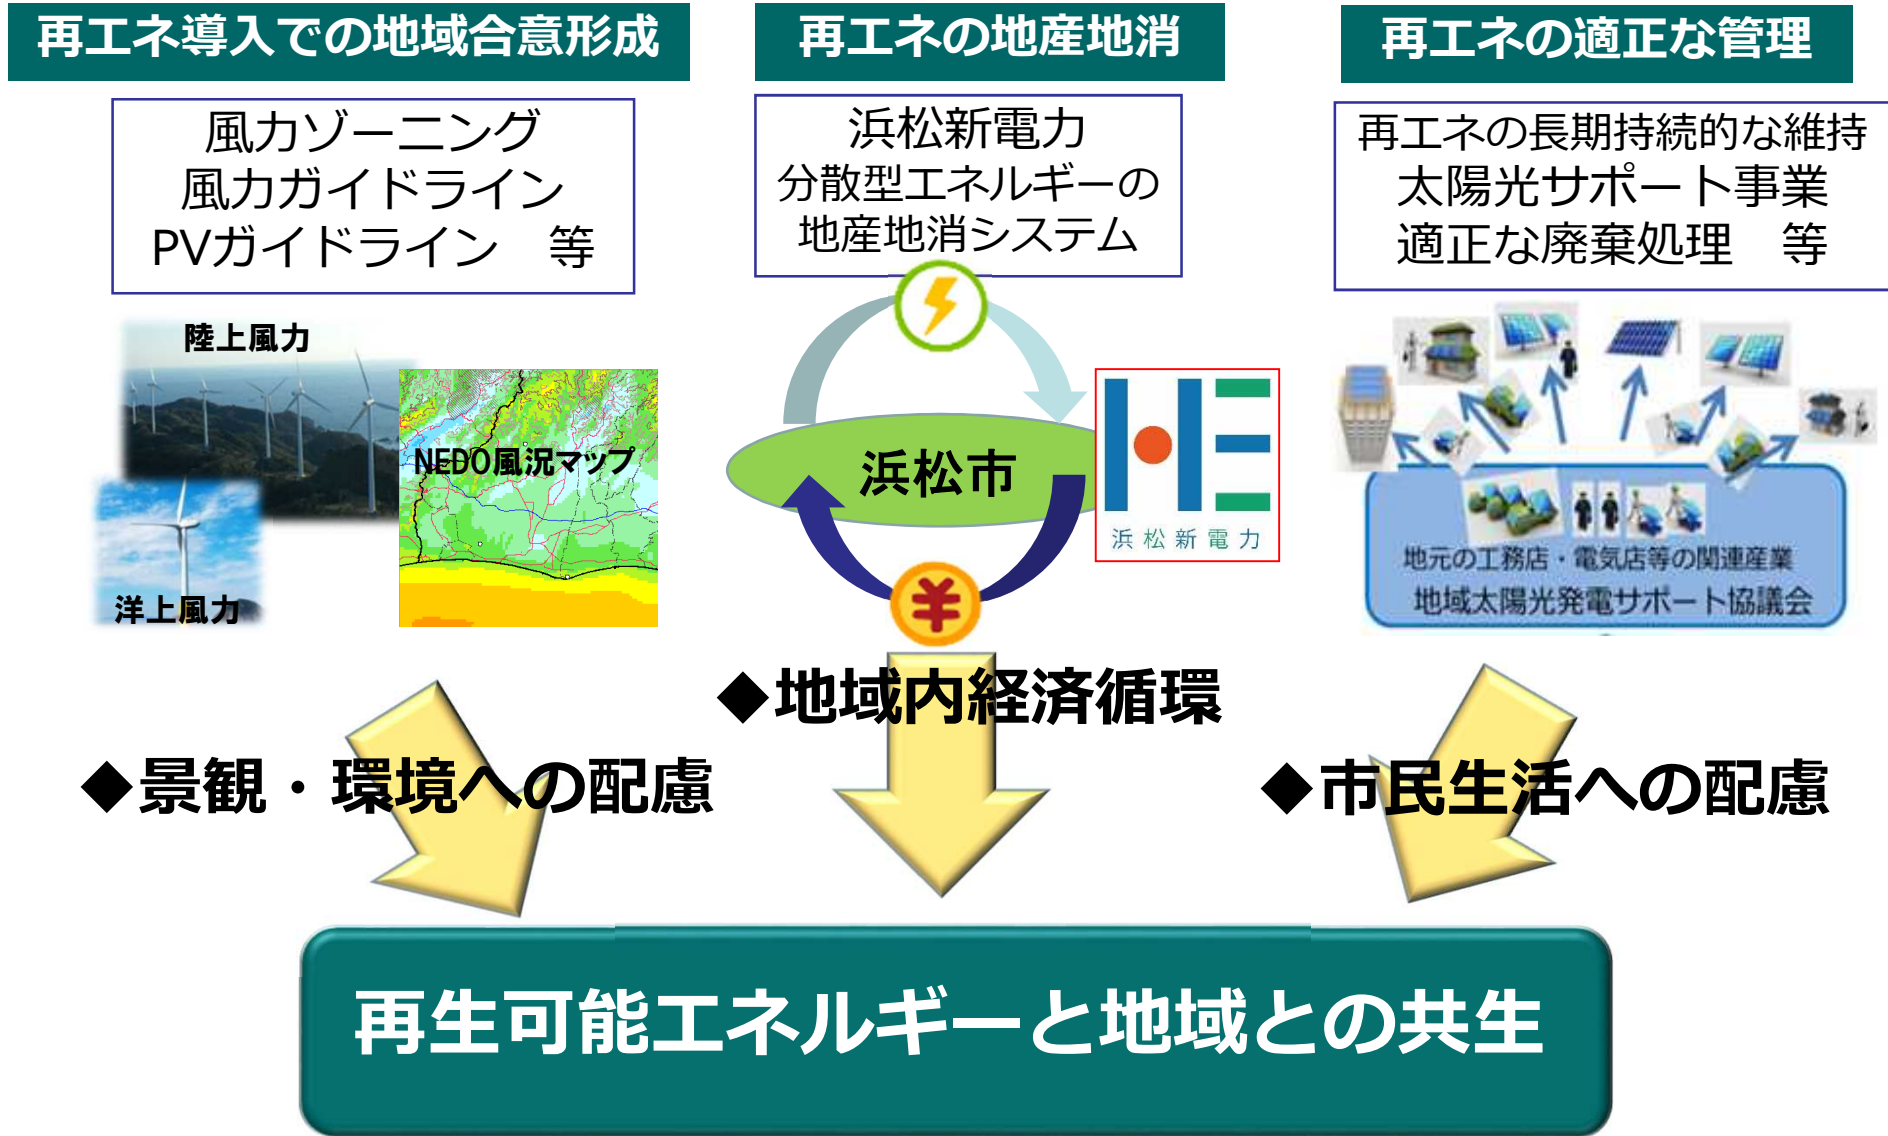 再エネ導入での地域合意形成
風力ゾーニング
風力ガイドライン
PVガイドライン　等
陸上風力
NEDO風況マップ
洋上風力
◆景観・環境への配慮
再エネの地産地消
浜松新電力
分散型エネルギーの
地産地消システム
浜松市
浜松新電力
◆地域内経済循環
再エネの適正な管理
再エネの長期持続的な維持
太陽光サポート事業
適正な廃棄処理　等
地元の工務店・電気店等の関連産業
地域太陽光発電サポート協議会
◆市民生活への配慮
再生可能エネルギーと地域との共生